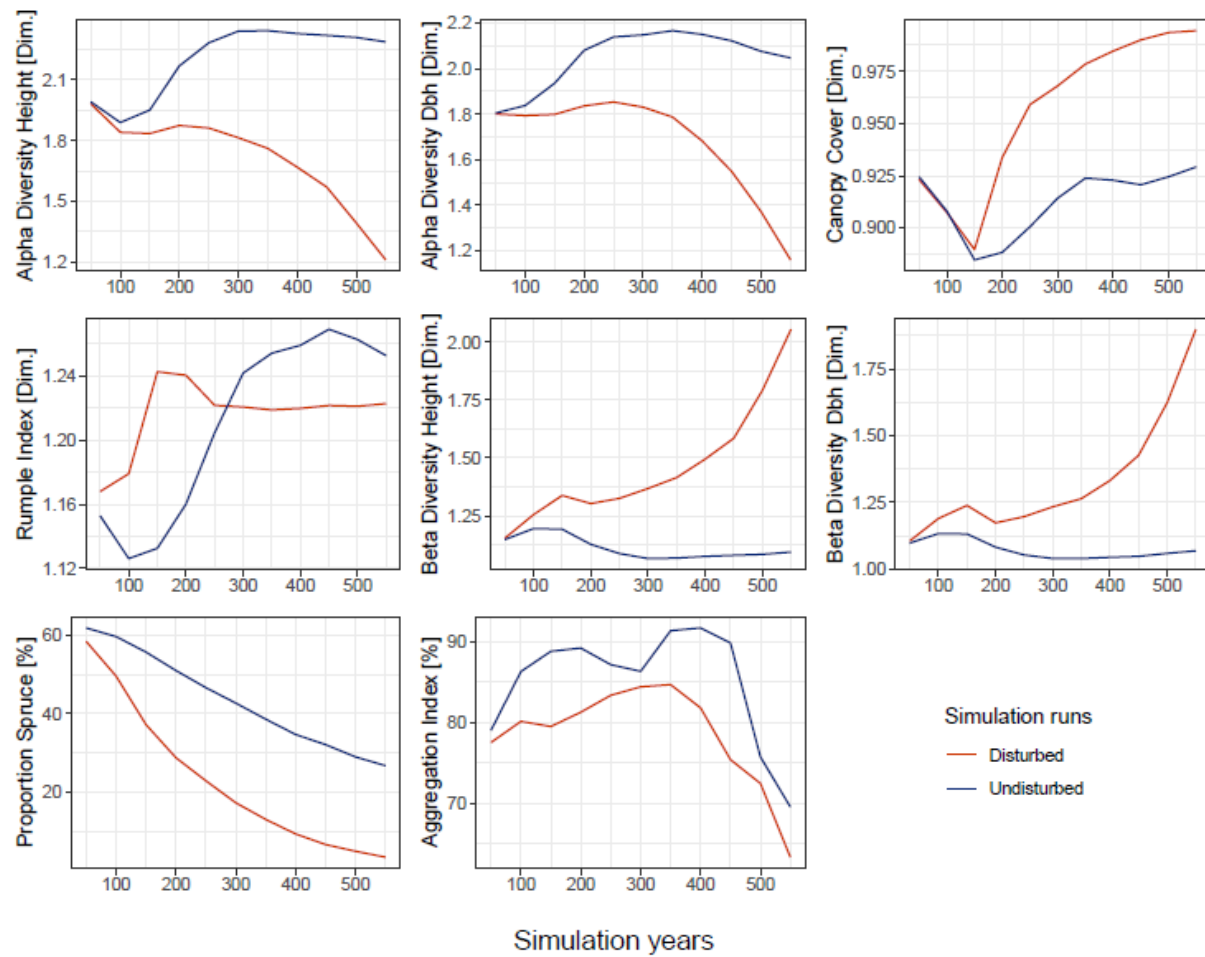 Alpha Diversity Height [Dim.]
2.1
1.8
1.5
1.2
100 200 300 400 500
Alpha Diversity Dbh [Dim.]
2.2
2.0
1.8
1.6
1.4
1.2
100 200 300 400 500
Canopy Cover [Dim.]
0.975
0.950
0.925
0.900
100 200 300 400 500
Rumple Index [Dim.]
1.24
1.20
1.16
1.12
100 200 300 400 500
Beta Diversity Height [Dim.]
2.00
1.75
1.50
1.25
100 200 300 400 500
Beta Diversity Dbh [Dim.]
1.75
1.50
1.25
1.00
100 200 300 400 500
Proportion Spruce [%]
60
40
20
100 200 300 400 500
Aggregation Index [%]
90
80
70
100 200 300 400 500
Simulation runs
Disturbed
Undisturbed
Simulation years